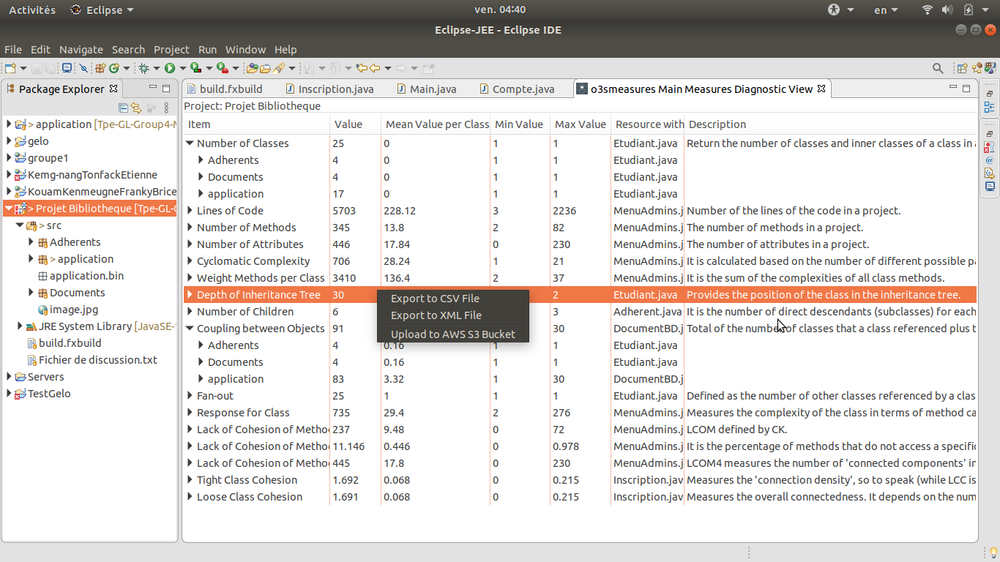 Activités Eclipse ven. 04:40 en
Eclipse-JEE - Eclipse IDE
File Edit Navigate Search Project Run Window Help
Package Explorer
> application [Tpe-GL-Group4-
gelo
groupe1
Kemg-nangTonfackEtienne
KouamKenmeugneFrankyBrice
> Projet Bibliotheque [Tpe-GL-
> src
Adherents
> application
application.bin
Documents
image.jpg
JRE System Library [JavaSE-
build.fxbuild
Fichier de discussion.txt
Servers
TestGelo
build.fxbuild Inscription.java Main.java Compte.java o3smeasures Main Measures Diagnostic View
Project: Projet Bibliotheque
Item Value Mean Value per Class Min Value Max Value Resource with Description
Number of Classes 25 0 1 1 Etudiant.java Return the number of classes and inner classes of a class in
Adherents 4 0 1 1 Etudiant.java
Documents 4 0 1 1 Etudiant.java
application 17 0 1 1 Etudiant.java
Lines of Code 5703 228.12 3 2236 MenuAdmins.j Number of the lines of the code in a project.
Number of Methods 345 13.8 2 82 MenuAdmins.j The number of methods in a project.
Number of Attributes 446 17.84 0 230 MenuAdmins.j The number of attributes in a project.
Cyclomatic Complexity 706 28.24 1 21 MenuAdmins.j It is calculated based on the number of different possible
Weight Methods per Class 3410 136.4 2 37 MenuAdmins.j It is the sum of the complexities of all class methods.
Depth of Inheritance Tree 30 2 Etudiant.java Provides the position of the class in the inheritance tree.
Number of Children 6 3 Adherent.java It is the number of direct descendants (subclasses) for each
Coupling between Objects 91 30 DocumentBD.j Total of the number of classes that a class referenced plus t
Adherents 4 0.16 1 1 Etudiant.java
Documents 4 0.16 1 1 Etudiant.java
application 83 3.32 1 30 DocumentBD.j
Fan-out 25 1 1 1 Etudiant.java Defined as the number of other classes referenced by a clas
Response for Class 735 29.4 2 276 MenuAdmins.j Measures the complexity of the class in terms of method ca
Lack of Cohesion of Metho 237 9.48 0 72 MenuAdmins.j LCOM defined by CK.
Lack of Cohesion of Metho 11.146 0.446 0 0.978 MenuAdmins.j It is the percentage of methods that do not access a specific
Lack of Cohesion of Metho 445 17.8 0 230 MenuAdmins.j LCOM4 measures the number of 'connected components' in
Tight Class Cohesion 1.692 0.068 0 0.215 Inscription.jav Measures the 'connection density', so to speak (while LCC is
Loose Class Cohesion 1.691 0.068 0 0.215 Inscription.jav Measures the overall connectedness. It depends on the num
Export to CSV File
Export to XML File
Upload to AWS S3 Bucket